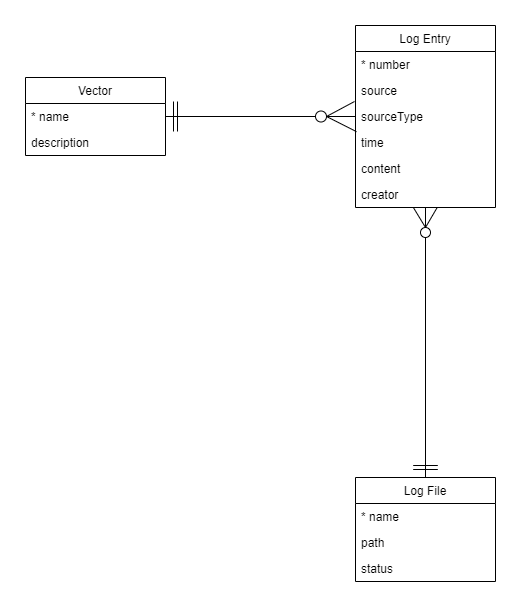 Vector
* name
description
Log Entry
* number
source
sourceType
time
content
creator
Log File
* name
path
status